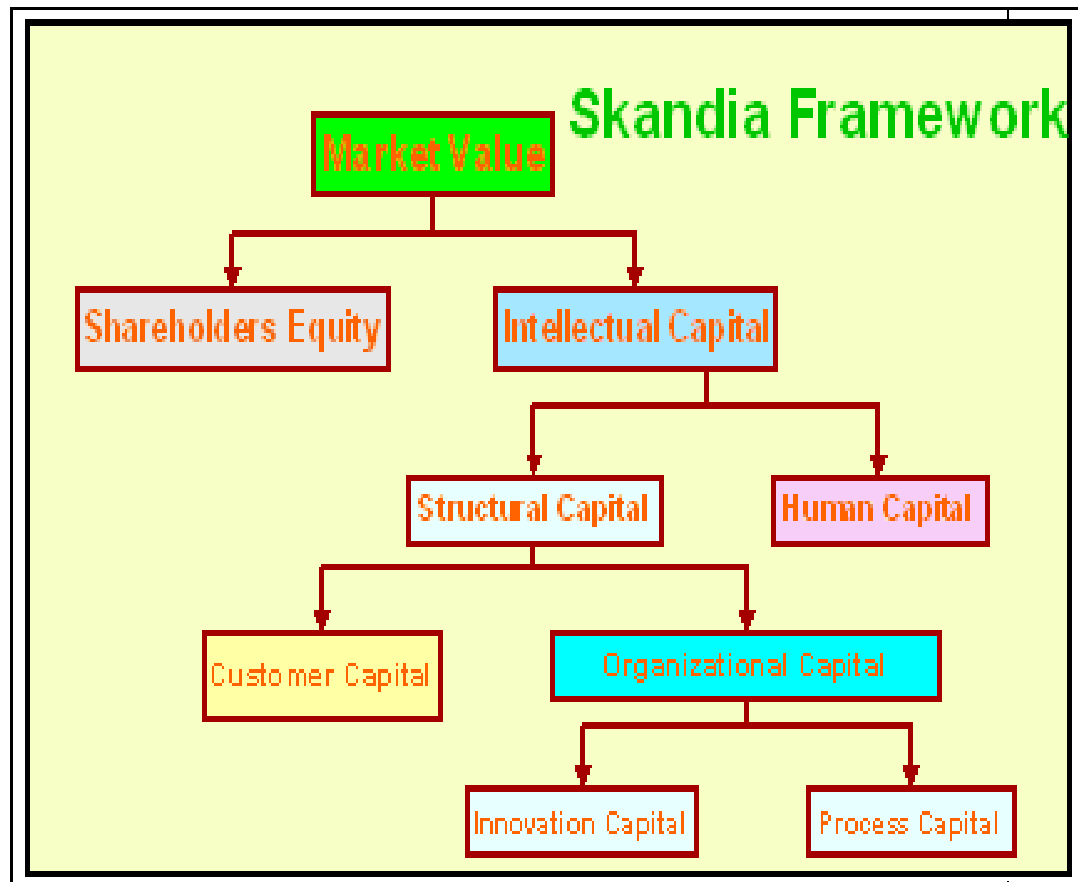 Skandia Framework
Market Value
Shareholders Equity
Intellectual Capital
Structural Capital
Human Capital
Customer Capital
Organizational Capital
Innovation Capital
Process Capital